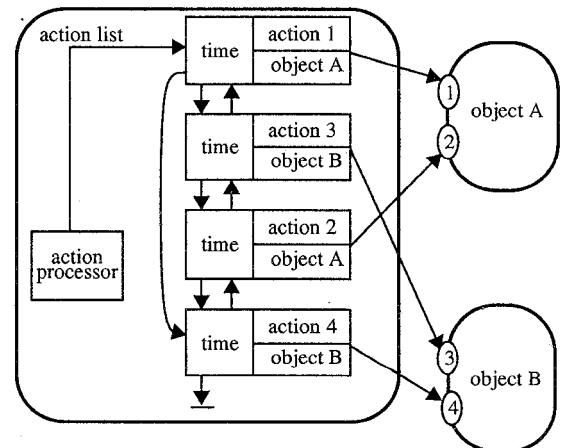 action list
time
action 1
object A
time
action 3
object B
time
action 2
object A
time
action 4
object B
action
processor
1
2
object A
3
4
object B